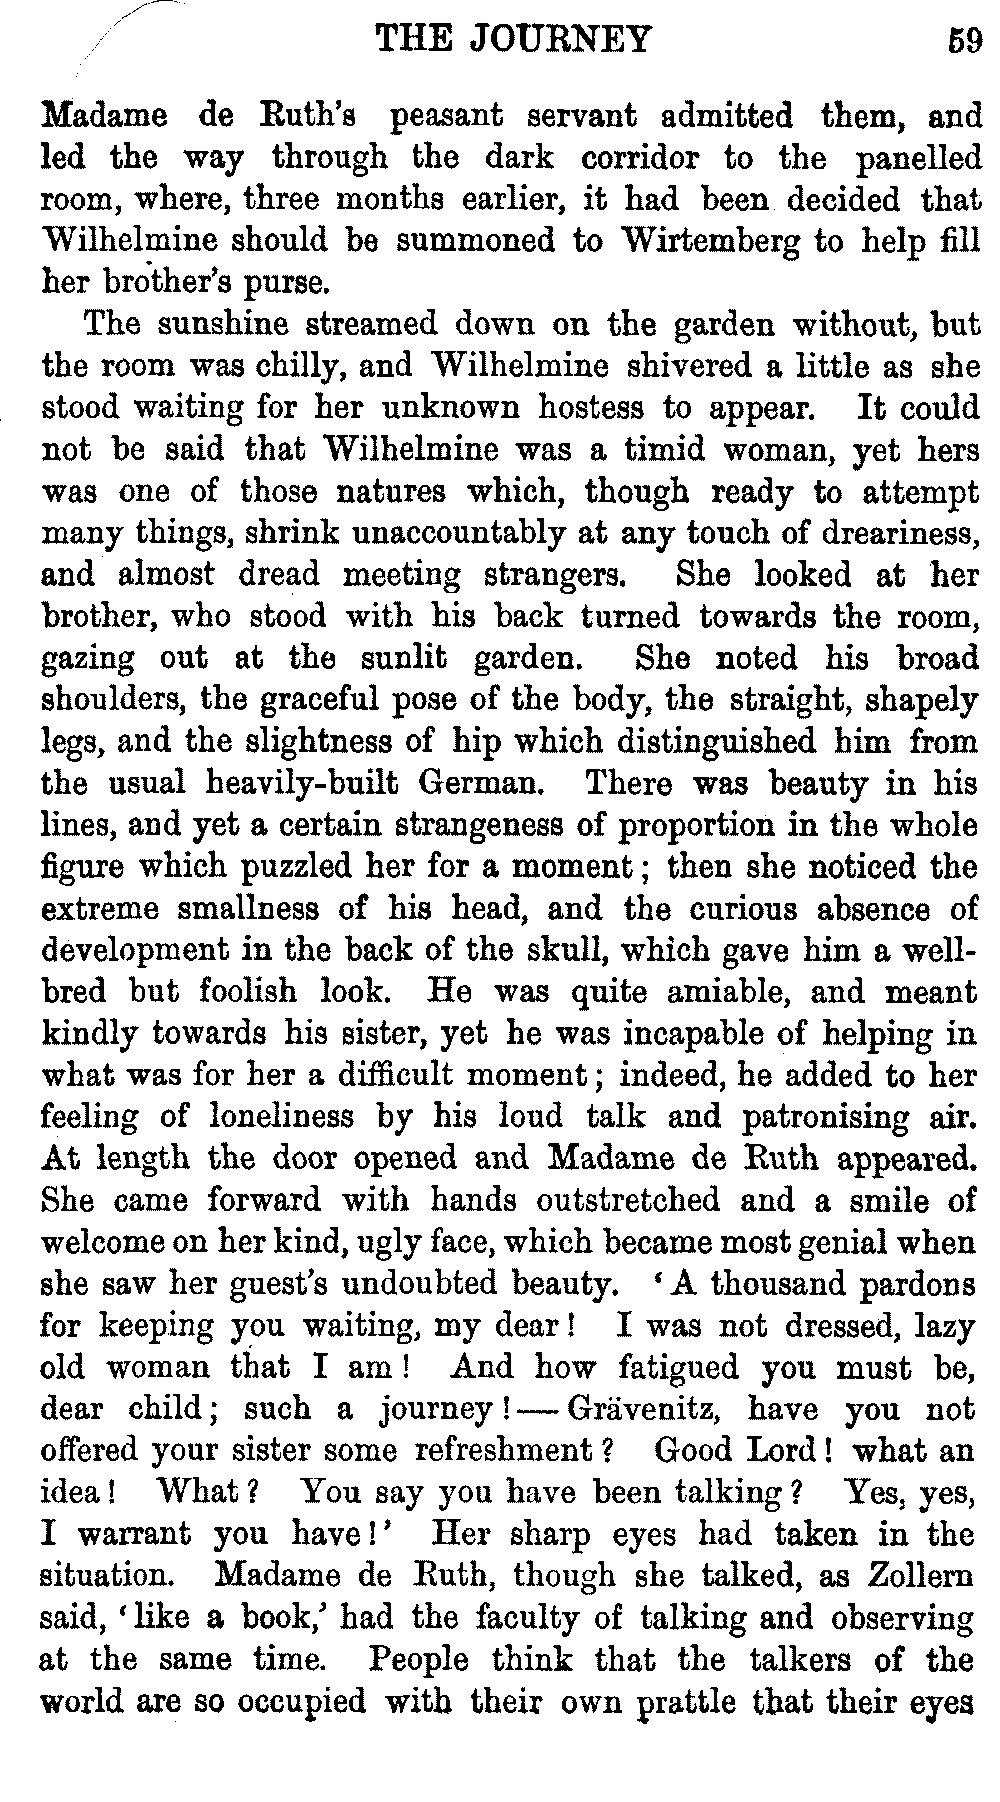 THE JOURNEY 59
Madame de Ruth's peasant servant admitted them, and
led the way through the dark corridor to the panelled
room, where, three months earlier, it had been decided that
Wilhelmine should be summoned to Wirtemberg to help fill
her brother's purse.
The sunshine streamed down on the garden without, but
the room was chilly, and Wilhelmine shivered a little as she
stood waiting for her unknown hostess to appear. It could
not be said that Wilhelmine was a timid woman, yet hers
was one of those natures which, though ready to attempt
many things, shrink unaccountably at any touch of dreariness,
and almost dread meeting strangers. She looked at her
brother, who stood with his back turned towards the room,
gazing out at the sunlit garden. She noted his broad
shoulders, the graceful pose of the body, the straight, shapely
legs, and the slightness of hip which distinguished him from
the usual heavily-built German. There was beauty in his
lines, and yet a certain strangeness of proportion in the whole
figure which puzzled her for a moment; then she noticed the
extreme smallness of his head, and the curious absence of
development in the back of the skull, which gave him a well-
bred but foolish look. He was quite amiable, and meant
kindly towards his sister, yet he was incapable of helping in
what was for her a difficult moment; indeed, he added to her
feeling of loneliness by his loud talk and patronising air.
At length the door opened and Madame de Ruth appeared.
She came forward with hands outstretched and a smile of
welcome on her kind, ugly face, which became most genial when
she saw her guest's undoubted beauty. 'A thousand pardons
for keeping you waiting, my dear! I was not dressed, lazy
old woman that I am! And how fatigued you must be,
dear child; such a journey!—Grävenitz, have you not
offered your sister some refreshment? Good Lord! what an
idea! What? You say you have been talking? Yes, yes,
I warrant you have!' Her sharp eyes had taken in the
situation. Madame de Ruth, though she talked, as Zollern
said, 'like a book,' had the faculty of talking and observing
at the same time. People think that the talkers of the
world are so occupied with their own prattle that their eyes